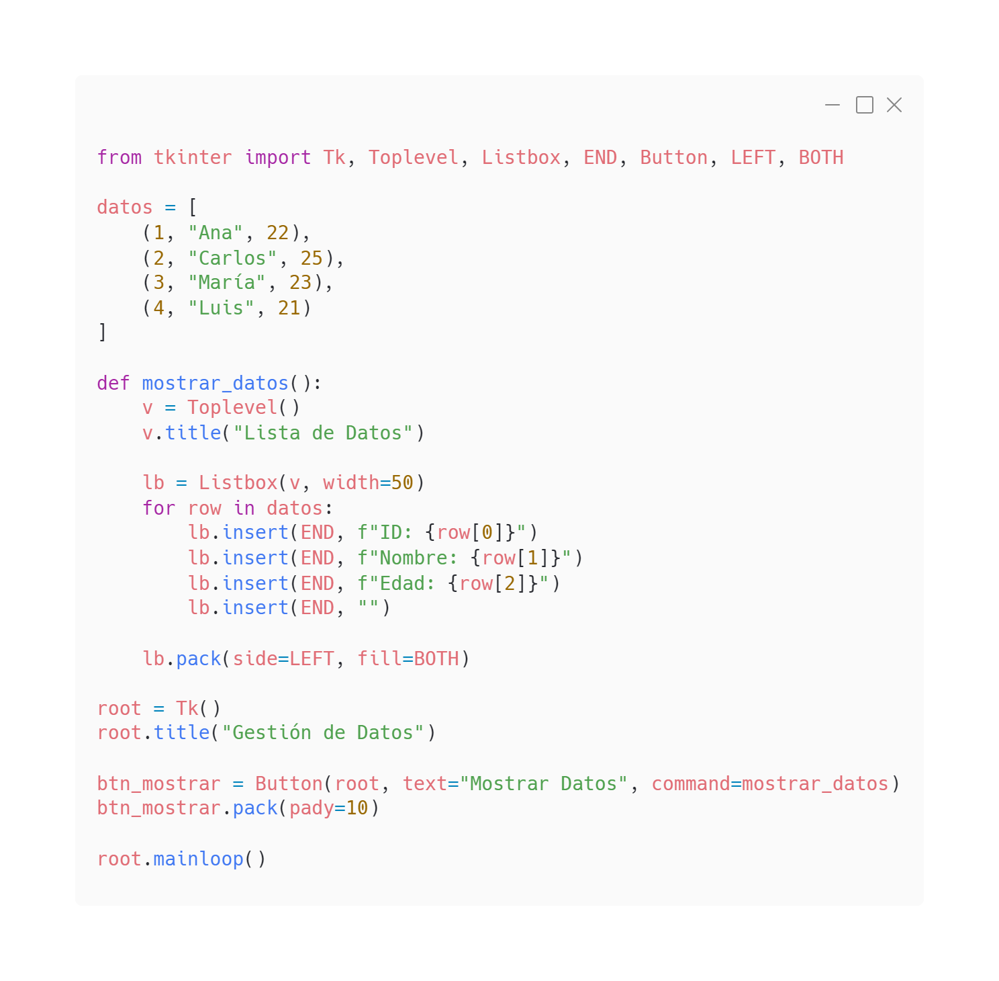 from tkinter import Tk, Toplevel, Listbox, END, Button, LEFT, BOTH

datos = [
    (1, "Ana", 22),
    (2, "Carlos", 25),
    (3, "María", 23),
    (4, "Luis", 21)
]

def mostrar_datos():
    v = Toplevel()
    v.title("Lista de Datos")

    lb = Listbox(v, width=50)
    for row in datos:
        lb.insert(END, f"ID: {row[0]}")
        lb.insert(END, f"Nombre: {row[1]}")
        lb.insert(END, f"Edad: {row[2]}")
        lb.insert(END, "")

    lb.pack(side=LEFT, fill=BOTH)

root = Tk()
root.title("Gestión de Datos")

btn_mostrar = Button(root, text="Mostrar Datos", command=mostrar_datos)
btn_mostrar.pack(pady=10)

root.mainloop()